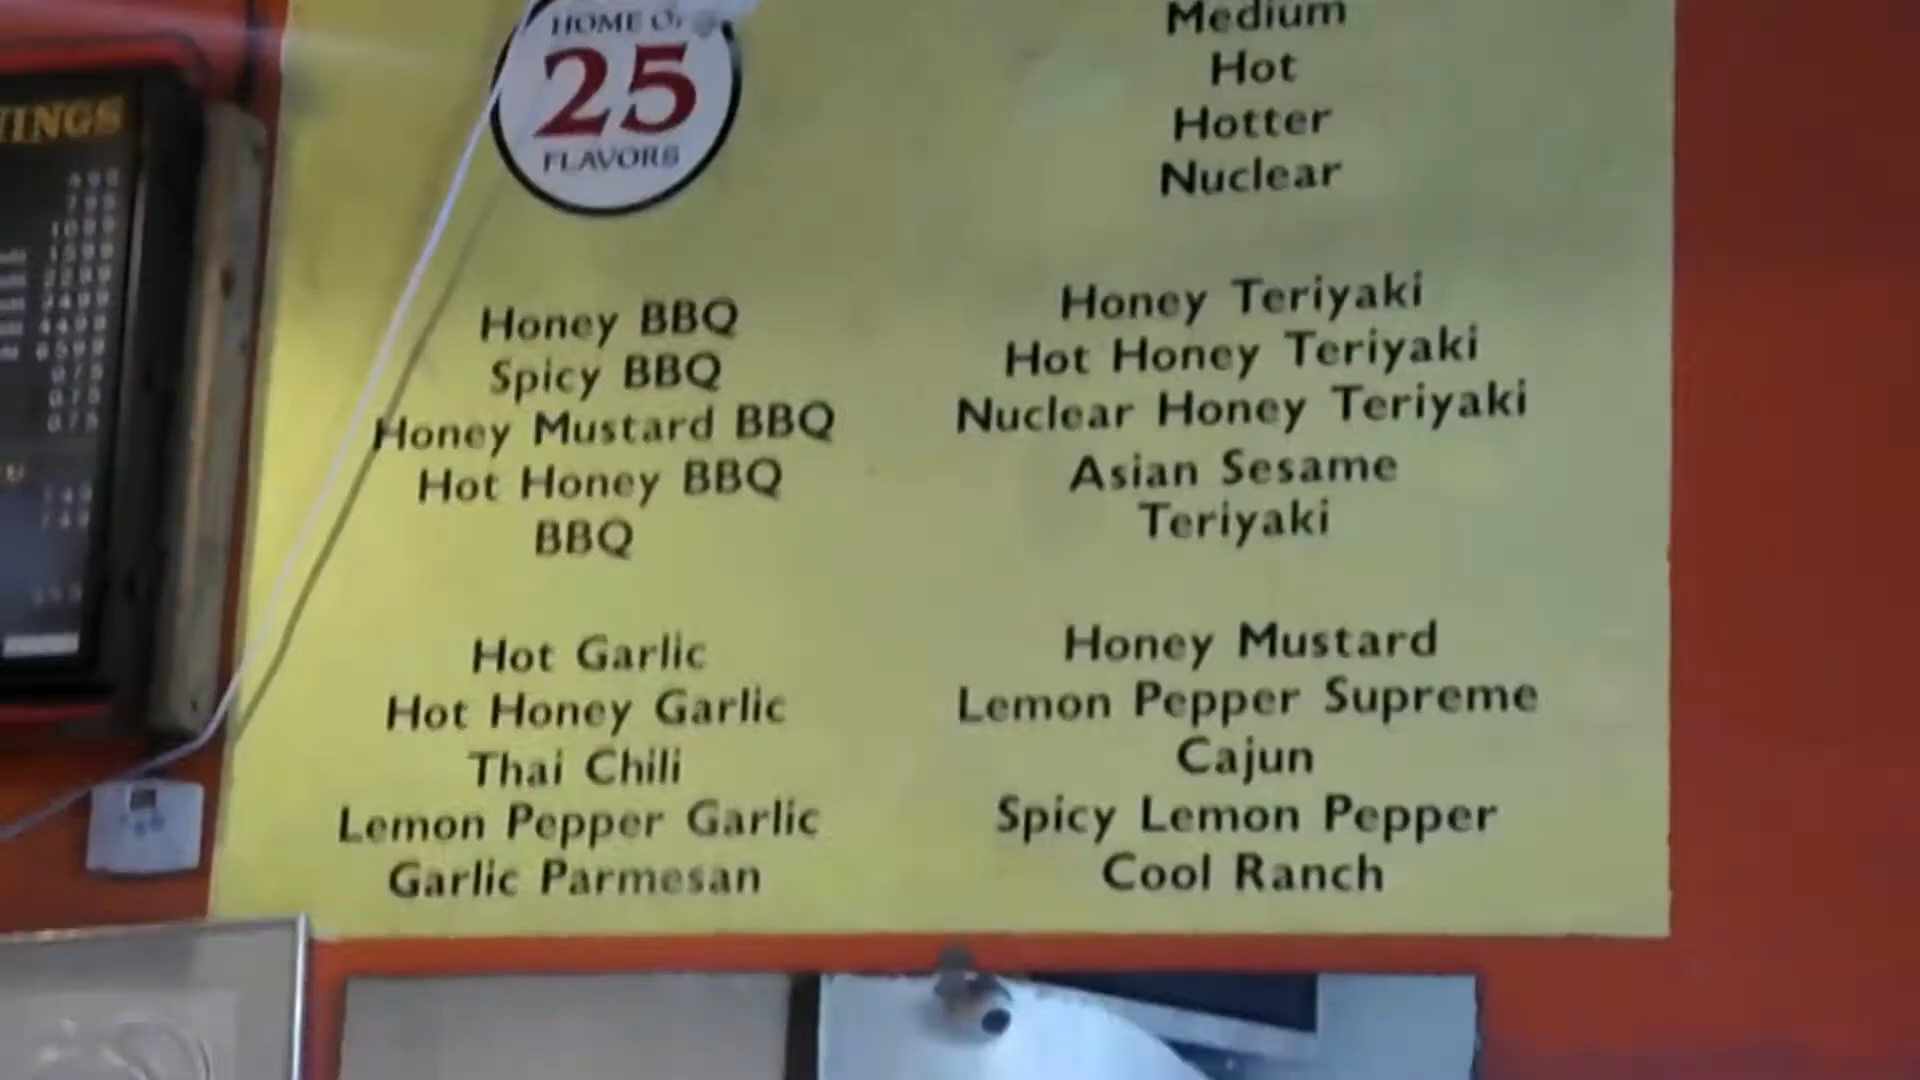 HOME OF
25
FLAVORS
Honey BBQ
Spicy BBQ
Honey Mustard BBQ
Hot Honey BBQ
BBQ
Hot Garlic
Hot Honey Garlic
Thai Chili
Lemon Pepper Garlic
Garlic Parmesan
Medium
Hot
Hotter
Nuclear
Honey Teriyaki
Hot Honey Teriyaki
Nuclear Honey Teriyaki
Asian Sesame
Teriyaki
Honey Mustard
Lemon Pepper Supreme
Cajun
Spicy Lemon Pepper
Cool Ranch